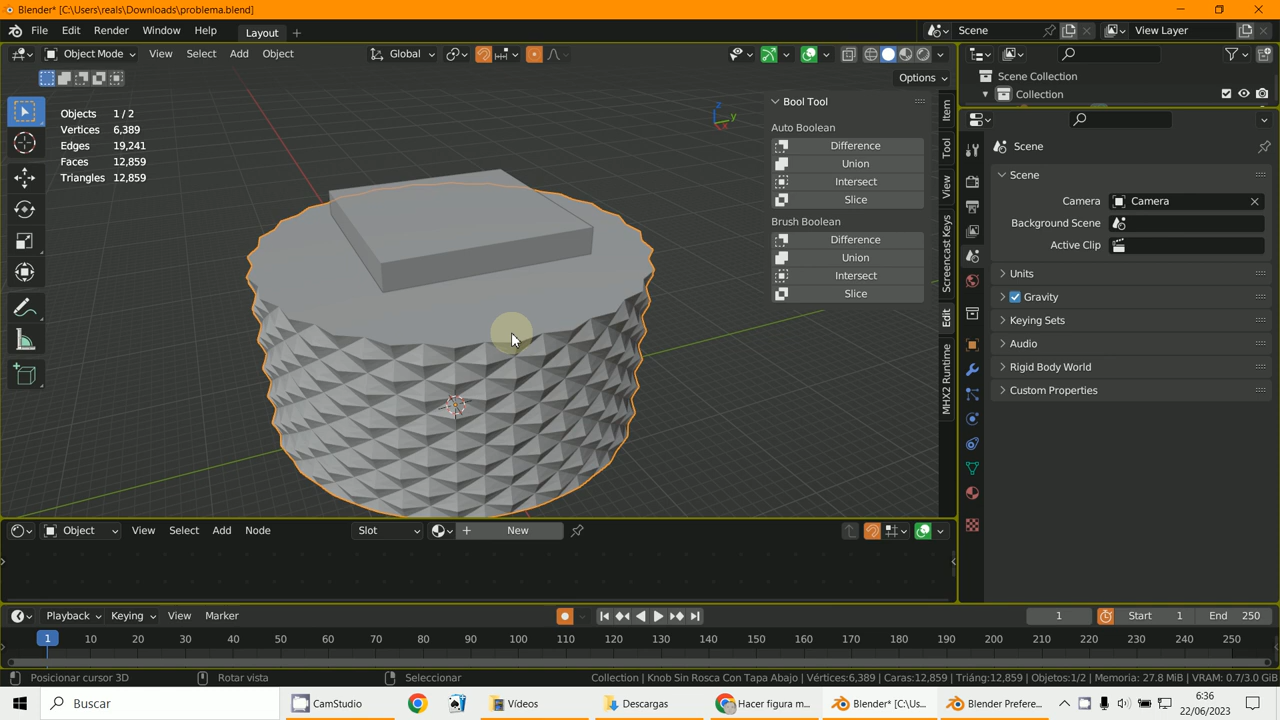 Blender* [C:\Users\reals\Downloads\problema.blend]
File Edit Render Window Help Layout + Scene View Layer
Object Mode View Select Add Object Global
Options
Objects 1 / 2
Vertices 6,389
Edges 19,241
Faces 12,859
Triangles 12,859
Z
Y
X
Bool Tool
Auto Boolean
Difference
Union
Intersect
Slice
Brush Boolean
Difference
Union
Intersect
Slice
Item
Tool
View
Screencast Keys
Edit
MHX2 Runtime
Scene Collection
Collection
Scene
Scene
Camera Camera
Background Scene
Active Clip
Units
Gravity
Keying Sets
Audio
Rigid Body World
Custom Properties
Object View Select Add Node Slot + New
Playback Keying View Marker 1 Start 1 End 250
1 10 20 30 40 50 60 70 80 90 100 110 120 130 140 150 160 170 180 190 200 210 220 230 240 250
Posicionar cursor 3D Rotar vista Seleccionar Collection | Knob Sin Rosca Con Tapa Abajo | Vértices:6,389 | Caras:12,859 | Triáng:12,859 | Objetos:1/2 | Memoria: 27.8 MiB | VRAM: 0.7/3.0 GiB
Buscar CamStudio Vídeos Descargas Hacer figura m... Blender* [C:\Us... Blender Prefere... 6:36
22/06/2023